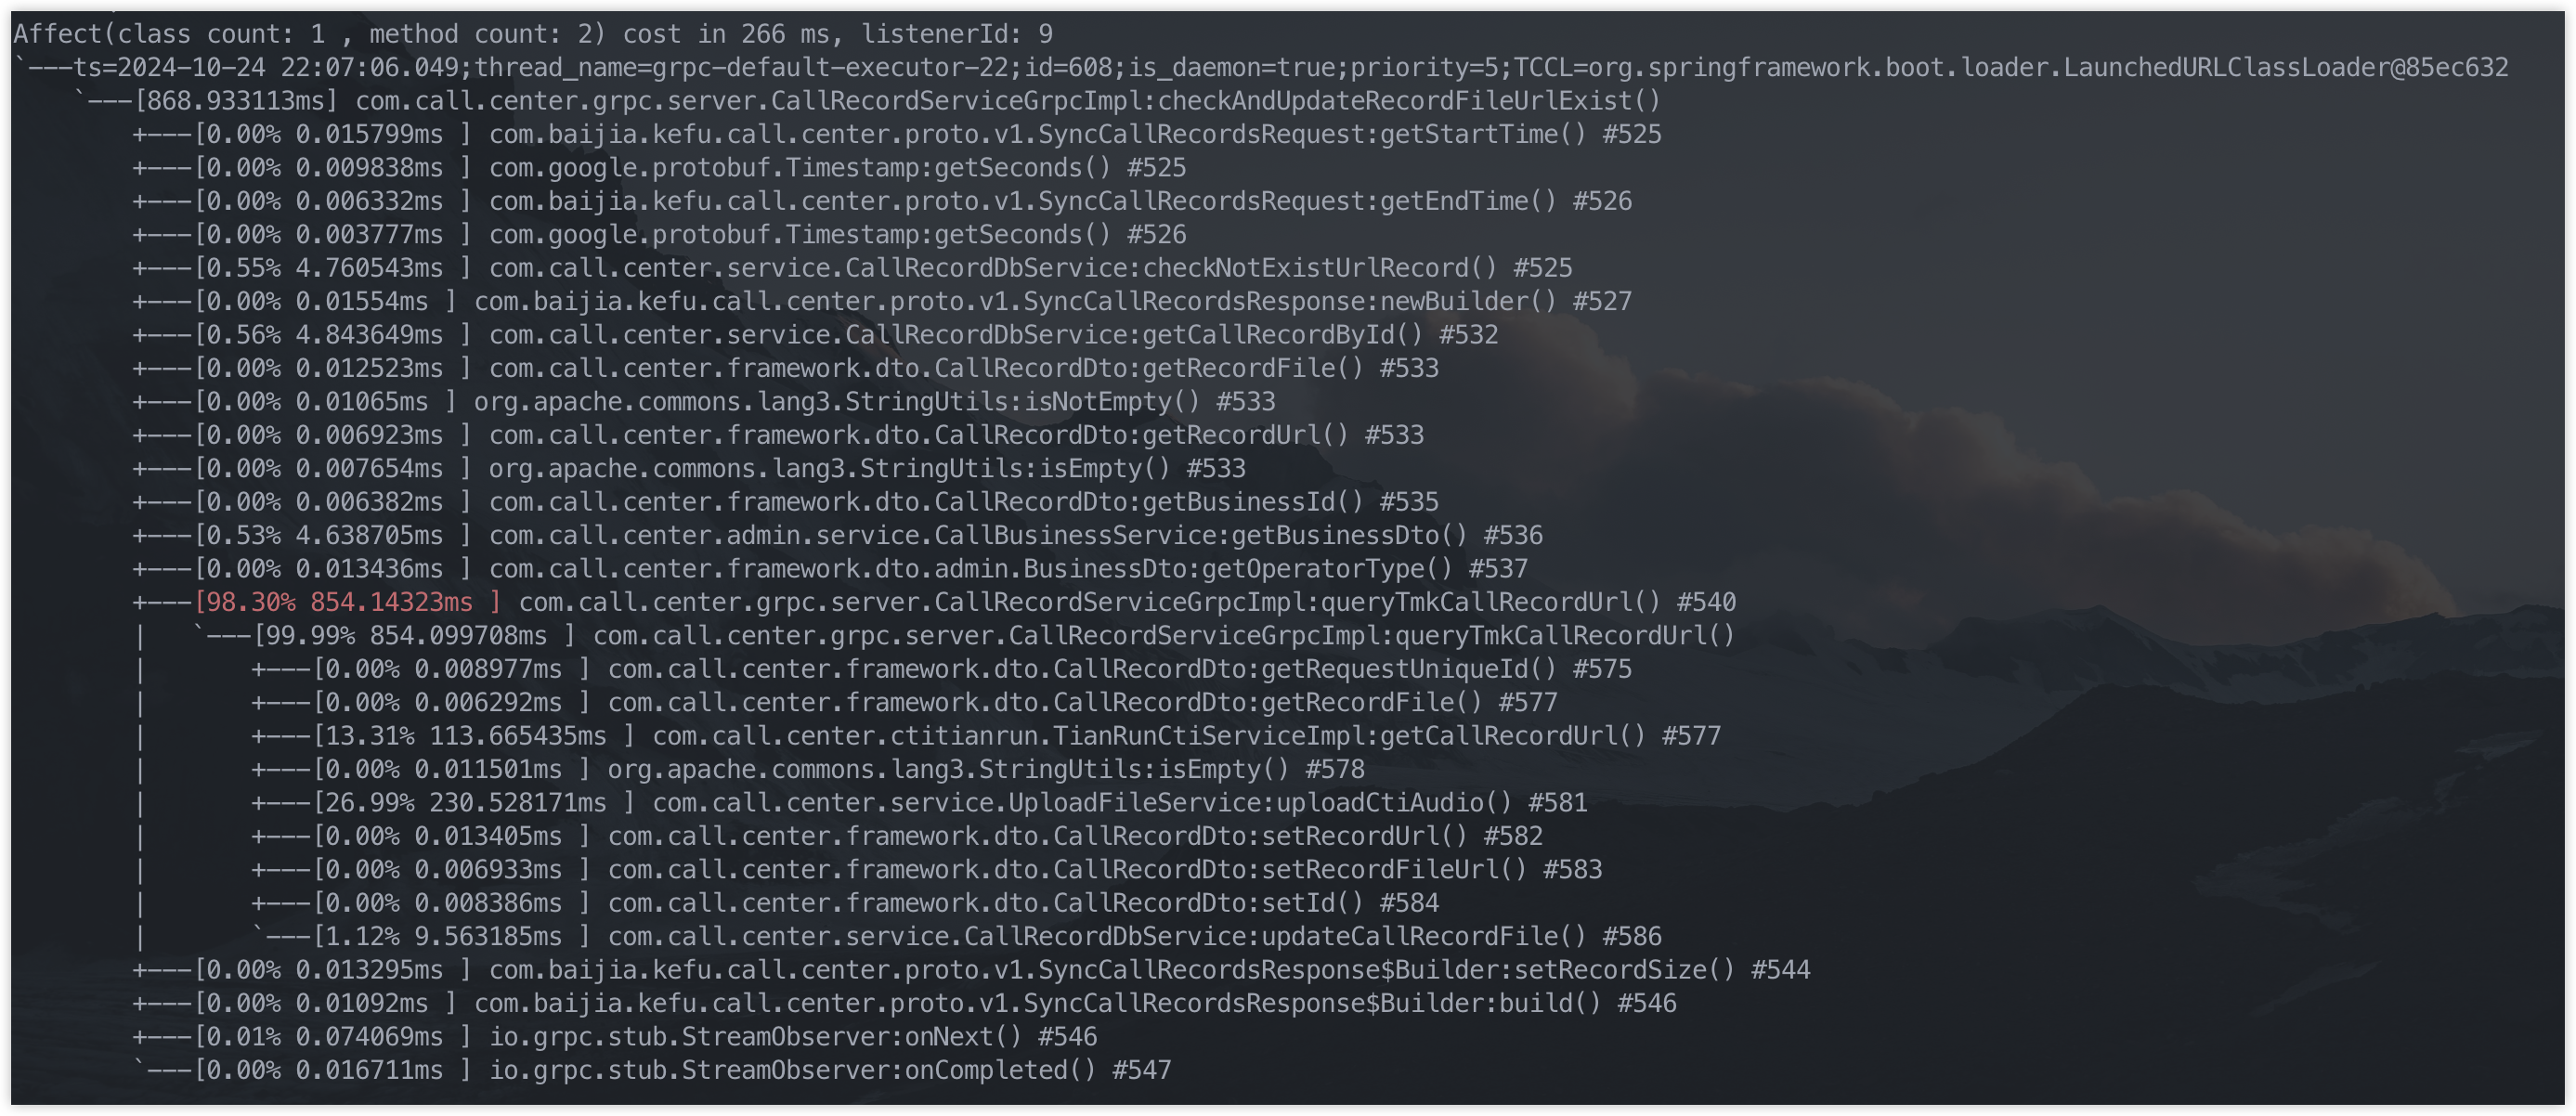 Affect(class count: 1 , method count: 2) cost in 266 ms, listenerId: 9
`---ts=2024-10-24 22:07:06.049;thread_name=grpc-default-executor-22;id=608;is_daemon=true;priority=5;TCCL=org.springframework.boot.loader.LaunchedURLClassLoader@85ec632
    `---[868.933113ms] com.call.center.grpc.server.CallRecordServiceGrpcImpl:checkAndUpdateRecordFileUrlExist()
        +---[0.00% 0.015799ms ] com.baijia.kefu.call.center.proto.v1.SyncCallRecordsRequest:getStartTime() #525
        +---[0.00% 0.009838ms ] com.google.protobuf.Timestamp:getSeconds() #525
        +---[0.00% 0.006332ms ] com.baijia.kefu.call.center.proto.v1.SyncCallRecordsRequest:getEndTime() #526
        +---[0.00% 0.003777ms ] com.google.protobuf.Timestamp:getSeconds() #526
        +---[0.55% 4.760543ms ] com.call.center.service.CallRecordDbService:checkNotExistUrlRecord() #525
        +---[0.00% 0.01554ms ] com.baijia.kefu.call.center.proto.v1.SyncCallRecordsResponse:newBuilder() #527
        +---[0.56% 4.843649ms ] com.call.center.service.CallRecordDbService:getCallRecordById() #532
        +---[0.00% 0.012523ms ] com.call.center.framework.dto.CallRecordDto:getRecordFile() #533
        +---[0.00% 0.01065ms ] org.apache.commons.lang3.StringUtils:isNotEmpty() #533
        +---[0.00% 0.006923ms ] com.call.center.framework.dto.CallRecordDto:getRecordUrl() #533
        +---[0.00% 0.007654ms ] org.apache.commons.lang3.StringUtils:isEmpty() #533
        +---[0.00% 0.006382ms ] com.call.center.framework.dto.CallRecordDto:getBusinessId() #535
        +---[0.53% 4.638705ms ] com.call.center.admin.service.CallBusinessService:getBusinessDto() #536
        +---[0.00% 0.013436ms ] com.call.center.framework.dto.admin.BusinessDto:getOperatorType() #537
        +---[98.30% 854.14323ms ] com.call.center.grpc.server.CallRecordServiceGrpcImpl:queryTmkCallRecordUrl() #540
        |   `---[99.99% 854.099708ms ] com.call.center.grpc.server.CallRecordServiceGrpcImpl:queryTmkCallRecordUrl()
        |       +---[0.00% 0.008977ms ] com.call.center.framework.dto.CallRecordDto:getRequestUniqueId() #575
        |       +---[0.00% 0.006292ms ] com.call.center.framework.dto.CallRecordDto:getRecordFile() #577
        |       +---[13.31% 113.665435ms ] com.call.center.ctitianrun.TianRunCtiServiceImpl:getCallRecordUrl() #577
        |       +---[0.00% 0.011501ms ] org.apache.commons.lang3.StringUtils:isEmpty() #578
        |       +---[26.99% 230.528171ms ] com.call.center.service.UploadFileService:uploadCtiAudio() #581
        |       +---[0.00% 0.013405ms ] com.call.center.framework.dto.CallRecordDto:setRecordUrl() #582
        |       +---[0.00% 0.006933ms ] com.call.center.framework.dto.CallRecordDto:setRecordFileUrl() #583
        |       +---[0.00% 0.008386ms ] com.call.center.framework.dto.CallRecordDto:setId() #584
        |       `---[1.12% 9.563185ms ] com.call.center.service.CallRecordDbService:updateCallRecordFile() #586
        +---[0.00% 0.013295ms ] com.baijia.kefu.call.center.proto.v1.SyncCallRecordsResponse$Builder:setRecordSize() #544
        +---[0.00% 0.01092ms ] com.baijia.kefu.call.center.proto.v1.SyncCallRecordsResponse$Builder:build() #546
        +---[0.01% 0.074069ms ] io.grpc.stub.StreamObserver:onNext() #546
        `---[0.00% 0.016711ms ] io.grpc.stub.StreamObserver:onCompleted() #547